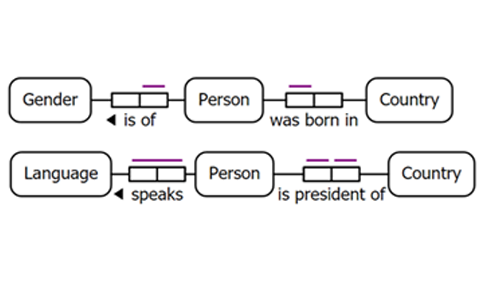 Gender Person Country
◄ is of was born in
Language Person Country
◄ speaks is president of